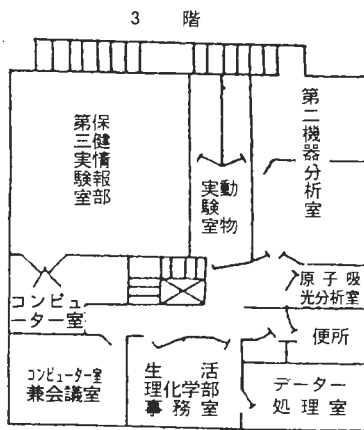 3 階
保健情報部
第三実験室
動物
実験室
第二機器分析室
原子吸
光分析室
コンピュ
ーター室
便所
コンピューター室
兼会議室
生活
理化学部
事務室
データー
処理室